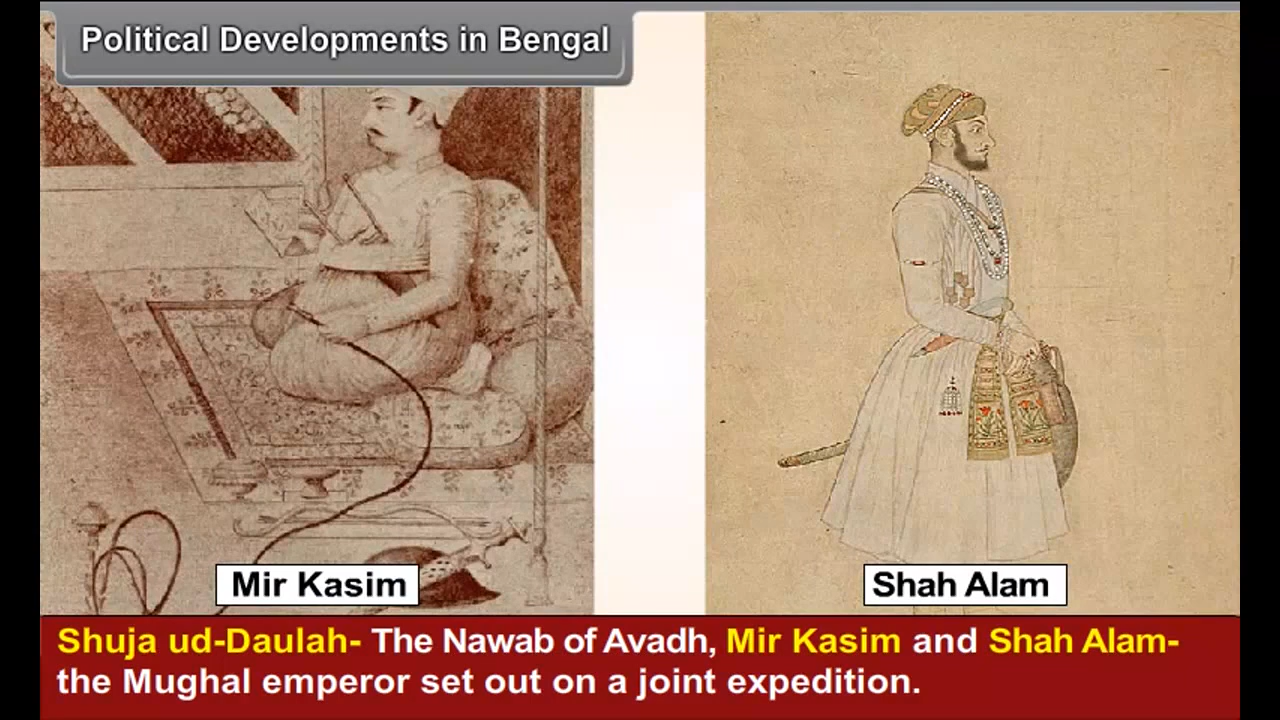 Political Developments in Bengal
Mir Kasim
Shah Alam
Shuja ud-Daulah- The Nawab of Avadh, Mir Kasim and Shah Alam-
the Mughal emperor set out on a joint expedition.